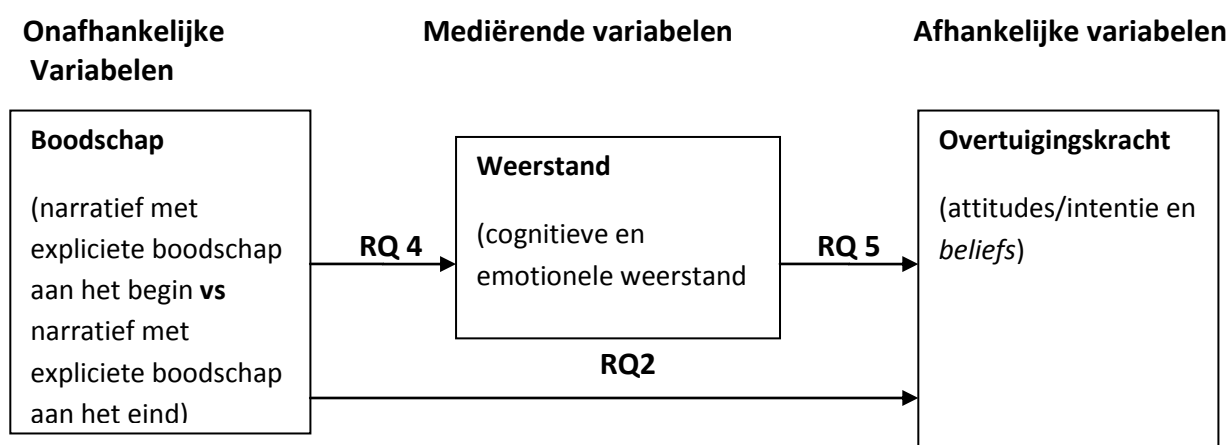 Onafhankelijke
Variabelen
Mediërende variabelen
Afhankelijke variabelen
Boodschap
(narratief met
expliciete boodschap
aan het begin vs
narratief met
expliciete boodschap
aan het eind)
RQ 4
Weerstand
(cognitieve en
emotionele weerstand
RQ 5
RQ2
Overtuigingskracht
(attitudes/intentie en
beliefs)